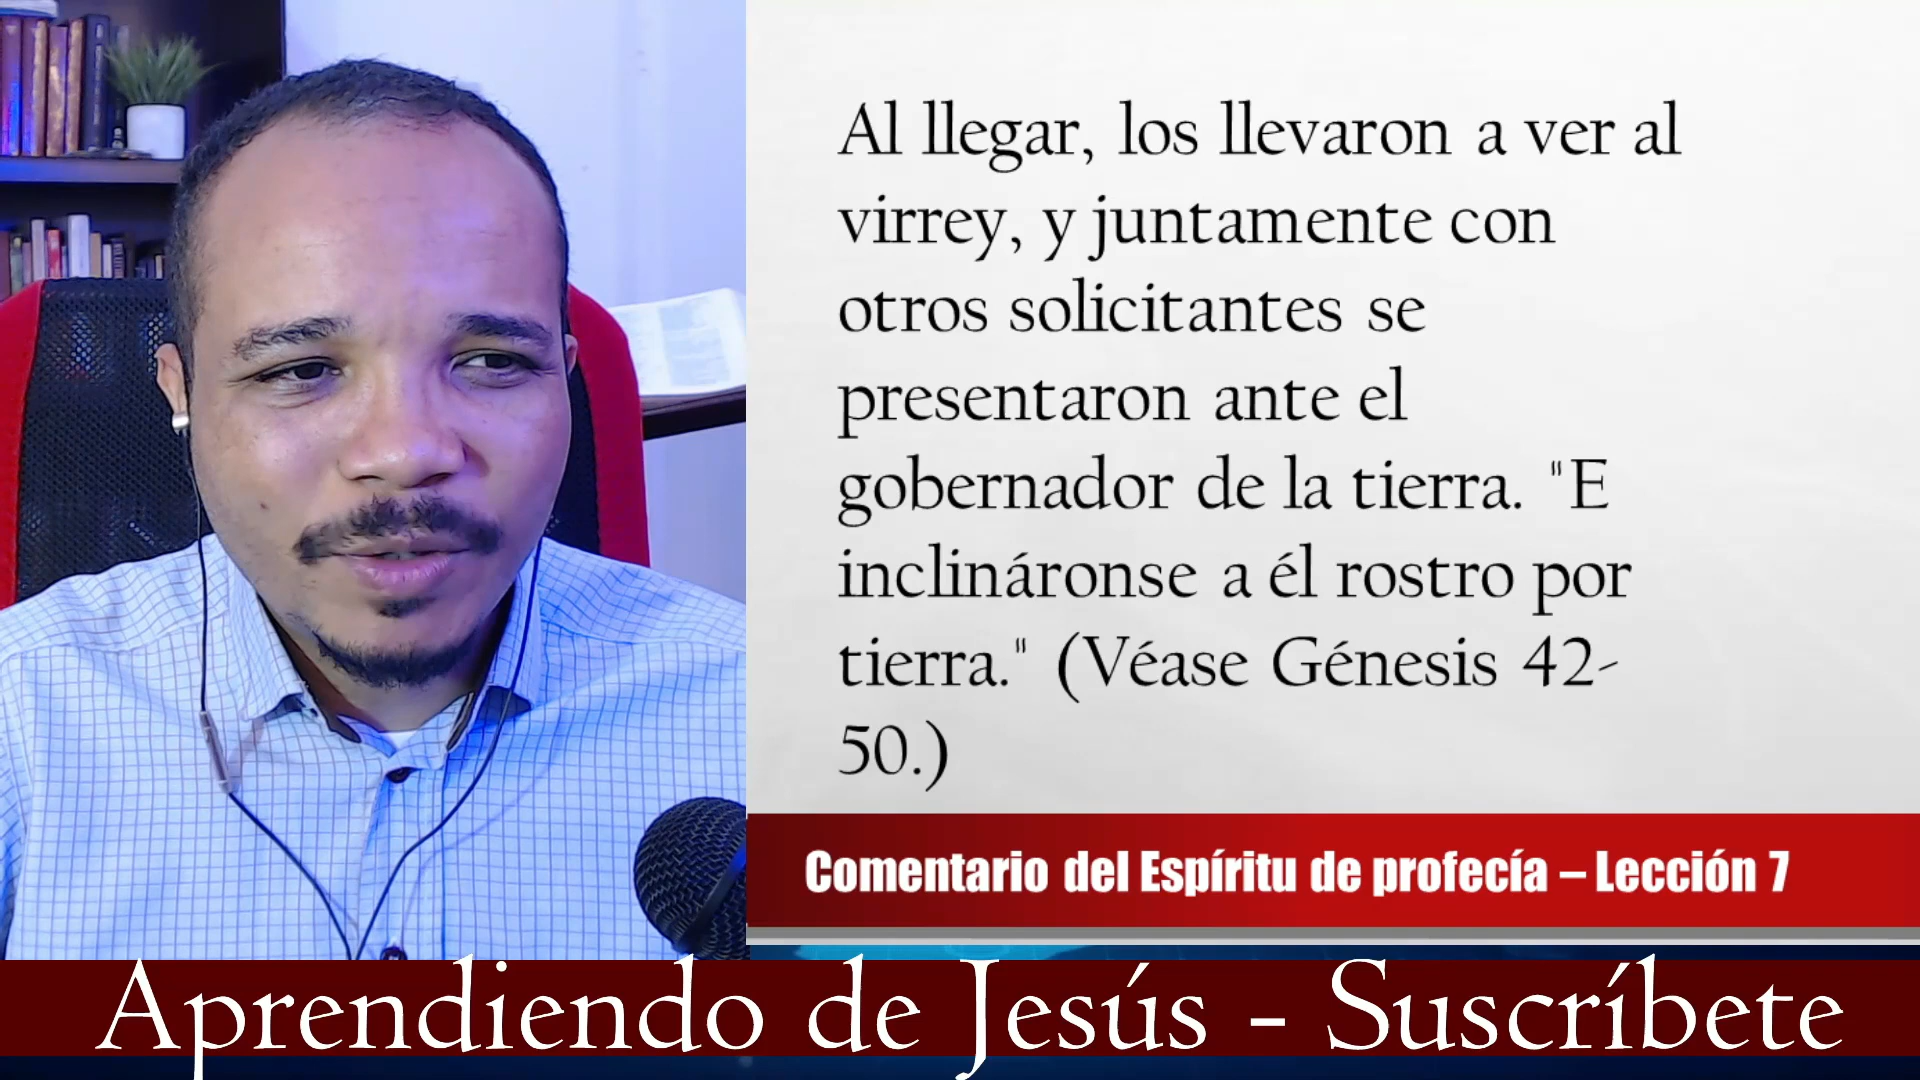 Al llegar, los llevaron a ver al
virrey, y juntamente con
otros solicitantes se
presentaron ante el
gobernador de la tierra. "E
inclináronse a él rostro por
tierra." (Véase Génesis 42-
50.)
Comentario del Espíritu de profecía – Lección 7
Aprendiendo de Jesús - Suscríbete